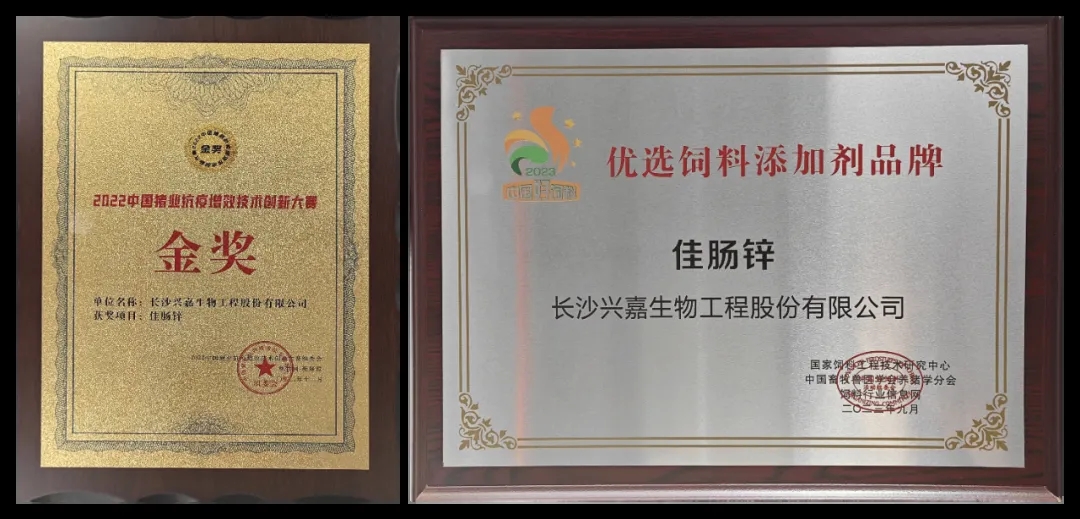 金奖
2022中国猪业抗疫增效技术创新大赛
金奖
单位名称：长沙兴嘉生物工程股份有限公司
获奖项目：佳肠锌
2023
优选饲料添加剂品牌
佳肠锌
长沙兴嘉生物工程股份有限公司
国家饲料工程技术研究中心
中国畜牧兽医学会养猪学分会
饲料行业信息网
二〇二三年九月